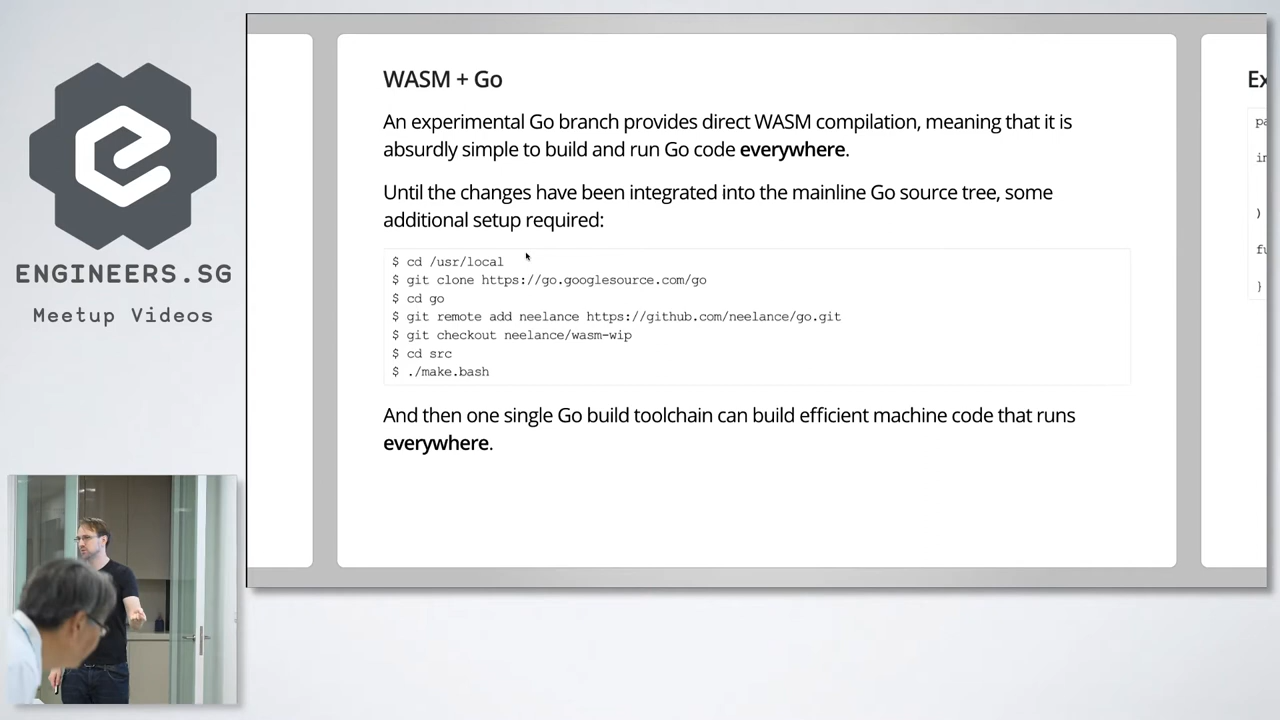 ENGINEERS.SG
Meetup Videos
WASM + Go
An experimental Go branch provides direct WASM compilation, meaning that it is
absurdly simple to build and run Go code everywhere.
Until the changes have been integrated into the mainline Go source tree, some
additional setup required:
$ cd /usr/local
$ git clone https://go.googlesource.com/go
$ cd go
$ git remote add neelance https://github.com/neelance/go.git
$ git checkout neelance/wasm-wip
$ cd src
$ ./make.bash
And then one single Go build toolchain can build efficient machine code that runs
everywhere.
Ex
pa
in
)
fu
}